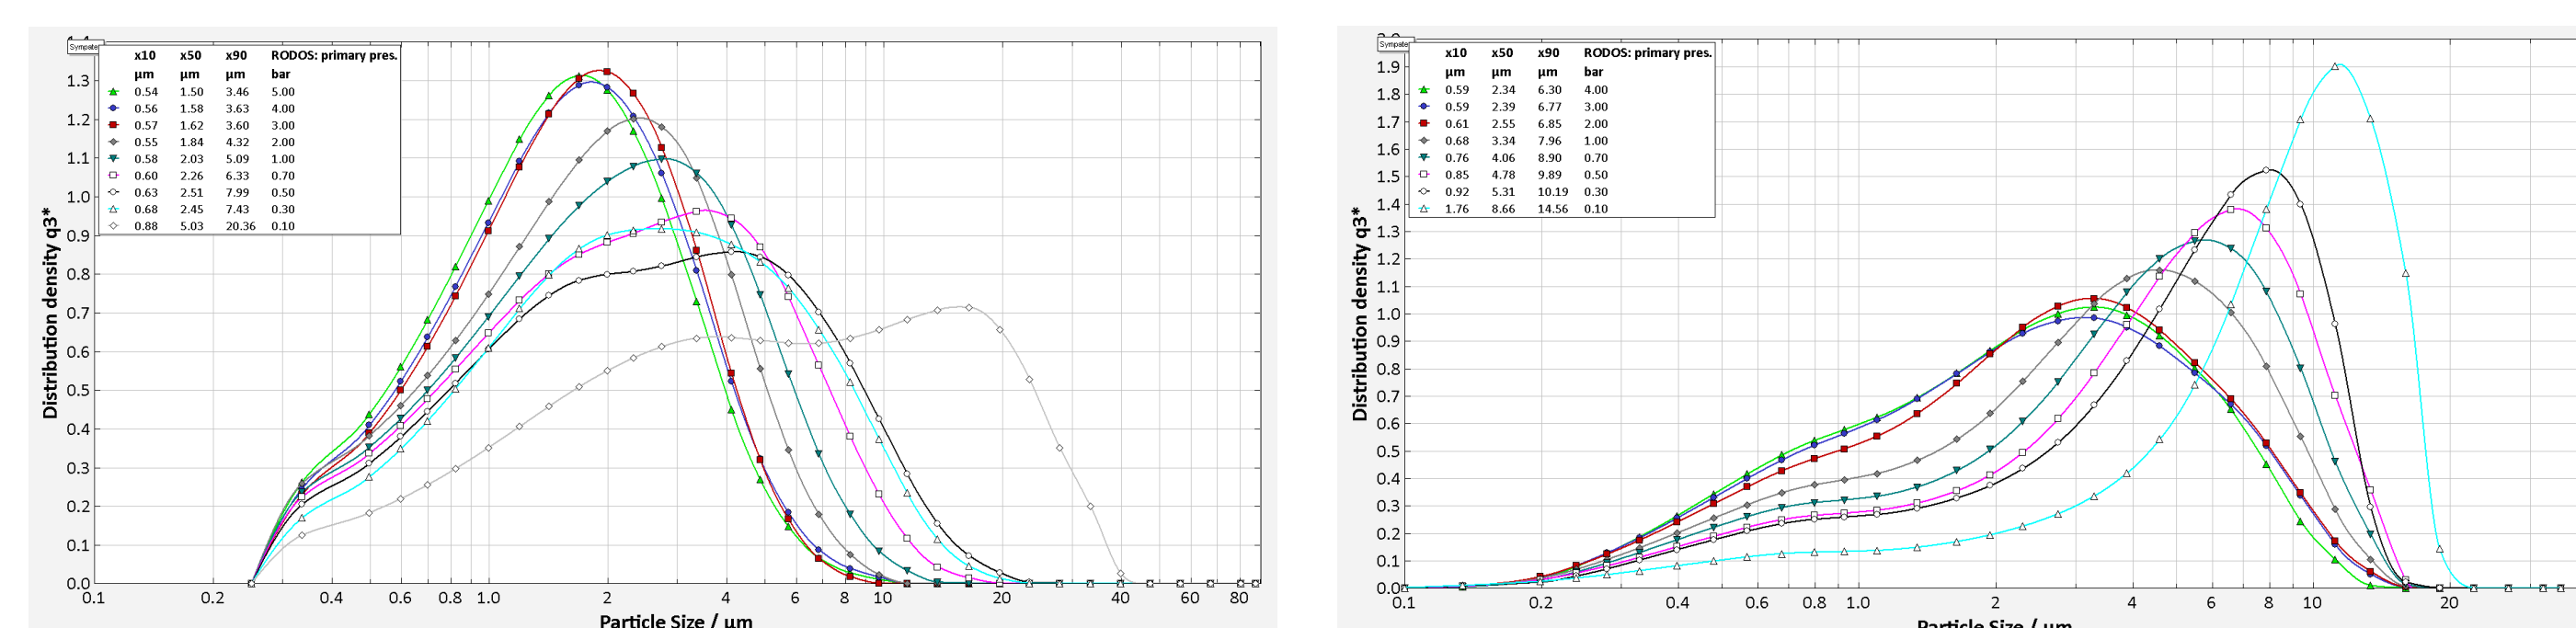 1.4
Sympate
x10 x50 x90 RODOS: primary pres.
µm µm µm bar
0.54 1.50 3.46 5.00
0.56 1.58 3.63 4.00
0.57 1.62 3.60 3.00
0.55 1.84 4.32 2.00
0.58 2.03 5.09 1.00
0.60 2.26 6.33 0.70
0.63 2.51 7.99 0.50
0.68 2.45 7.43 0.30
0.88 5.03 20.36 0.10
1.3
1.2
1.1
1.0
0.9
0.8
0.7
0.6
0.5
0.4
0.3
0.2
0.1
0.0
Distribution density q3*
0.1 0.2 0.4 0.6 0.8 1.0 2 4 6 8 10 20 40 60 80
Particle Size / µm
2.0
Sympate
x10 x50 x90 RODOS: primary pres.
µm µm µm bar
0.59 2.34 6.30 4.00
0.59 2.39 6.77 3.00
0.61 2.55 6.85 2.00
0.68 3.34 7.96 1.00
0.76 4.06 8.90 0.70
0.85 4.78 9.89 0.50
0.92 5.31 10.19 0.30
1.76 8.66 14.56 0.10
1.9
1.8
1.7
1.6
1.5
1.4
1.3
1.2
1.1
1.0
0.9
0.8
0.7
0.6
0.5
0.4
0.3
0.2
0.1
0.0
Distribution density q3*
0.1 0.2 0.4 0.6 0.8 1.0 2 4 6 8 10 20
Particle Size / µm